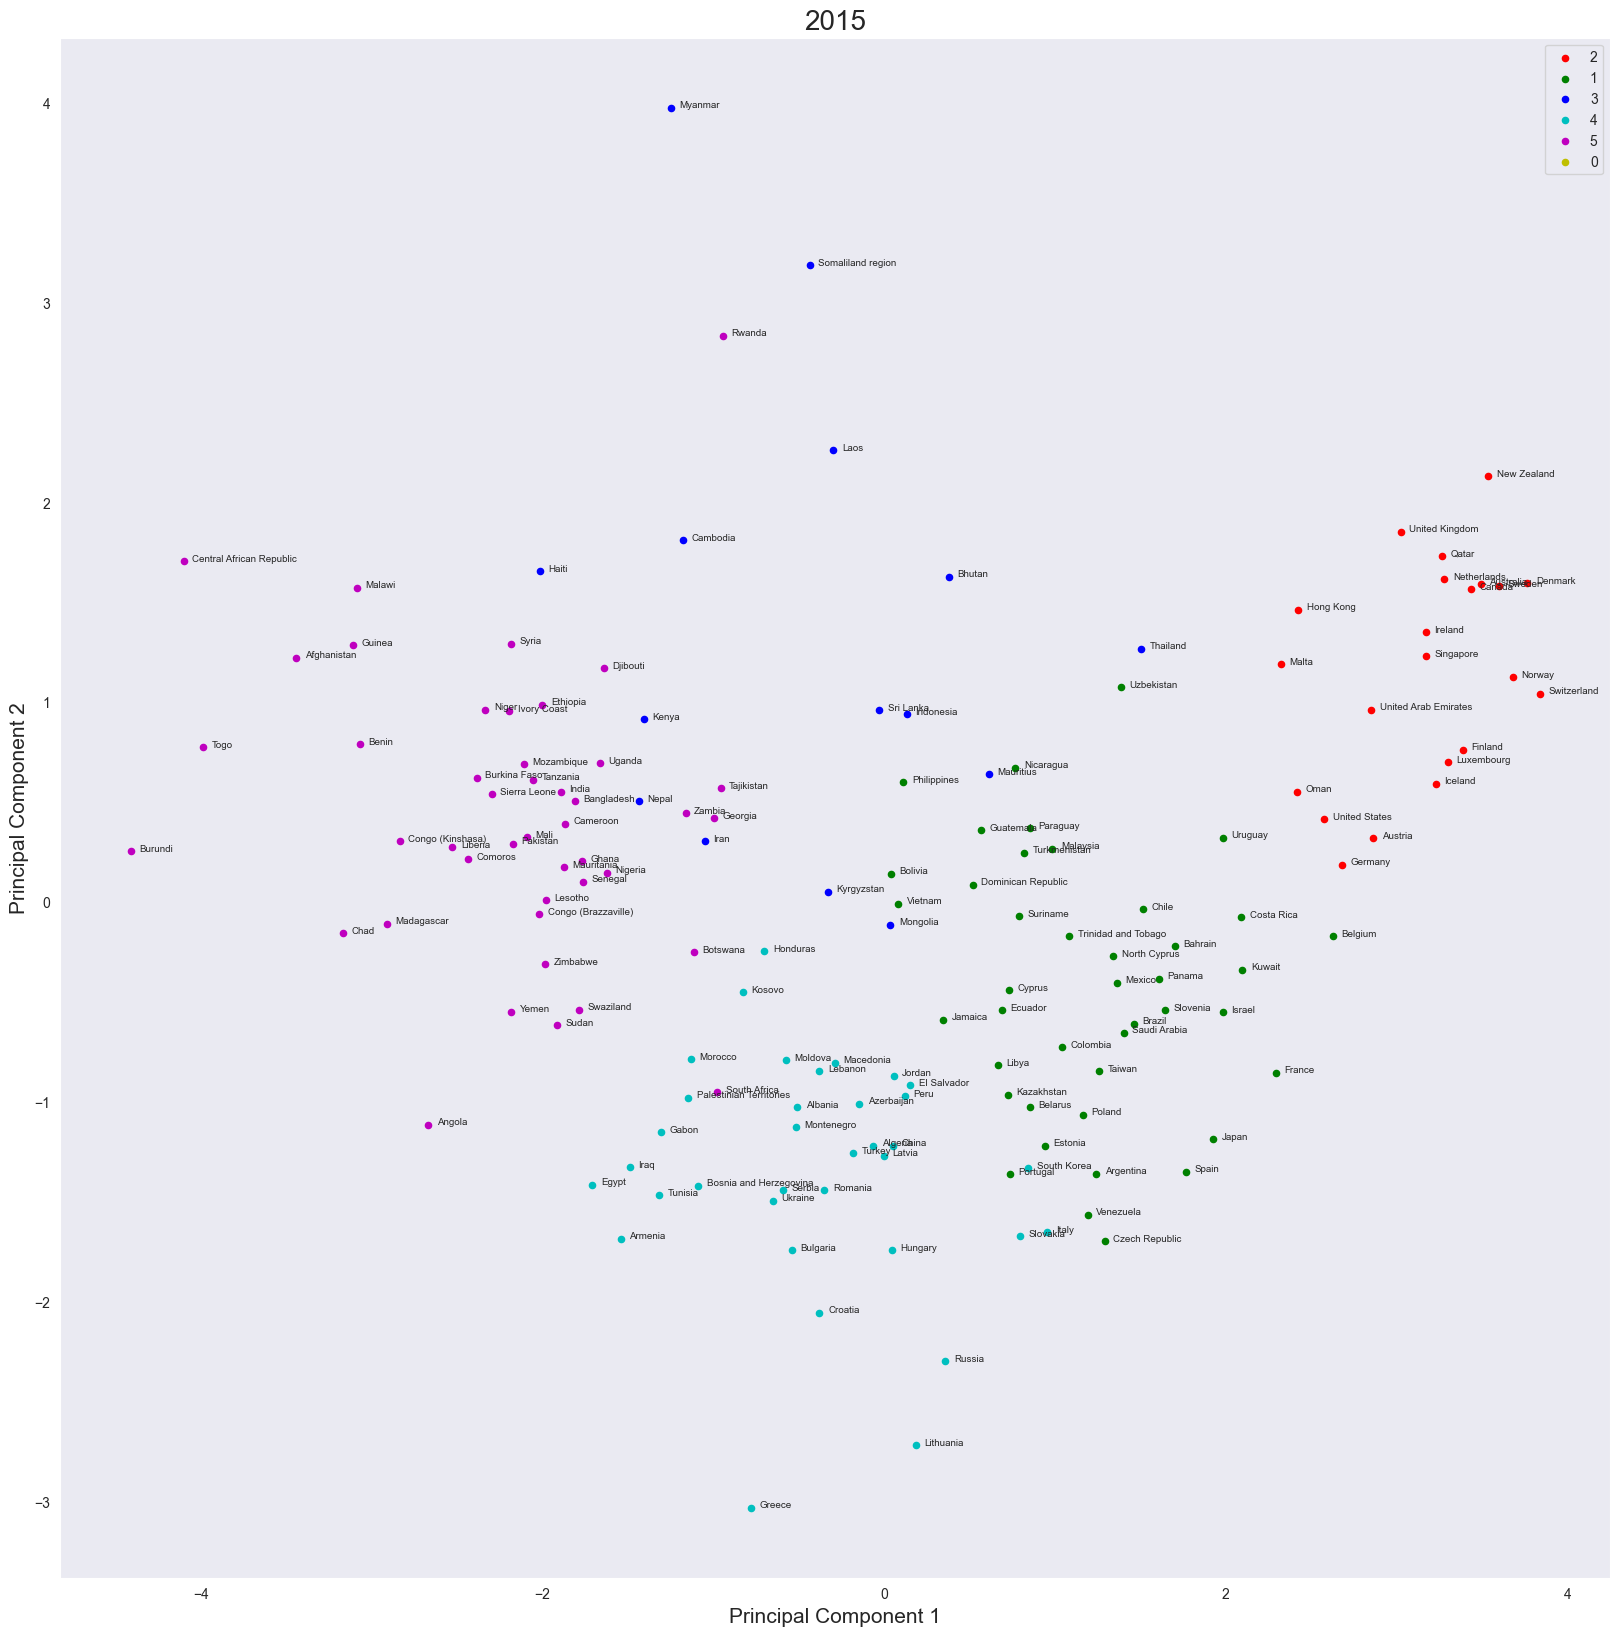 2015
2
1
3
4
5
0
4
3
2
1
0
−1
−2
−3
−4
−2
0
2
4
Principal Component 1
Principal Component 2
Myanmar
Somaliland region
Rwanda
Laos
New Zealand
United Kingdom
Cambodia
Qatar
Central African Republic
Haiti
Bhutan
Netherlands
Malawi
Australia
Sweden
Denmark
Canada
Hong Kong
Ireland
Syria
Guinea
Thailand
Singapore
Afghanistan
Malta
Djibouti
Norway
Uzbekistan
Switzerland
Ethiopia
Niger
Ivory Coast
Sri Lanka
Indonesia
United Arab Emirates
Kenya
Benin
Togo
Finland
Luxembourg
Mozambique
Uganda
Nicaragua
Mauritius
Burkina Faso
Tanzania
Philippines
Iceland
Tajikistan
Sierra Leone
India
Oman
Bangladesh
Nepal
Zambia
Georgia
United States
Cameroon
Guatemala
Paraguay
Mali
Congo (Kinshasa)
Pakistan
Iran
Uruguay
Austria
Liberia
Burundi
Malaysia
Turkmenistan
Comoros
Ghana
Mauritania
Germany
Nigeria
Bolivia
Senegal
Dominican Republic
Kyrgyzstan
Lesotho
Vietnam
Chile
Congo (Brazzaville)
Suriname
Costa Rica
Madagascar
Mongolia
Chad
Trinidad and Tobago
Belgium
Bahrain
Botswana
Honduras
North Cyprus
Zimbabwe
Kuwait
Panama
Mexico
Kosovo
Cyprus
Swaziland
Ecuador
Slovenia
Yemen
Israel
Jamaica
Sudan
Brazil
Saudi Arabia
Colombia
Morocco
Moldova
Macedonia
Libya
Lebanon
Taiwan
France
Jordan
El Salvador
South Africa
Peru
Kazakhstan
Palestinian Territories
Albania
Azerbaijan
Belarus
Poland
Angola
Montenegro
Gabon
Japan
Algeria
China
Estonia
Turkey
Latvia
Iraq
South Korea
Spain
Portugal
Argentina
Egypt
Bosnia and Herzegovina
Serbia
Romania
Tunisia
Ukraine
Venezuela
Italy
Slovakia
Armenia
Czech Republic
Bulgaria
Hungary
Croatia
Russia
Lithuania
Greece